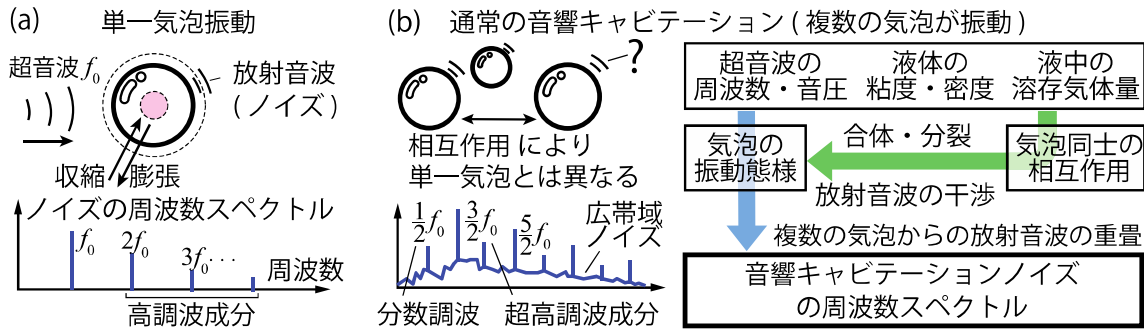 (a) 単一気泡振動
超音波f0
放射音波
(ノイズ)
収縮
膨張
ノイズの周波数スペクトル
f0
2f0
3f0…
周波数
高調波成分
(b) 通常の音響キャビテーション(複数の気泡が振動)
?
相互作用により
単一気泡とは異なる
1/2 f0
3/2 f0
5/2 f0
広帯域
ノイズ
分数調波
超高調波成分
超音波の
周波数・音圧
液体の
粘度・密度
液中の
溶存気体量
気泡の
振動態様
合体・分裂
放射音波の干渉
気泡同士の
相互作用
複数の気泡からの放射音波の重畳
音響キャビテーションノイズ
の周波数スペクトル